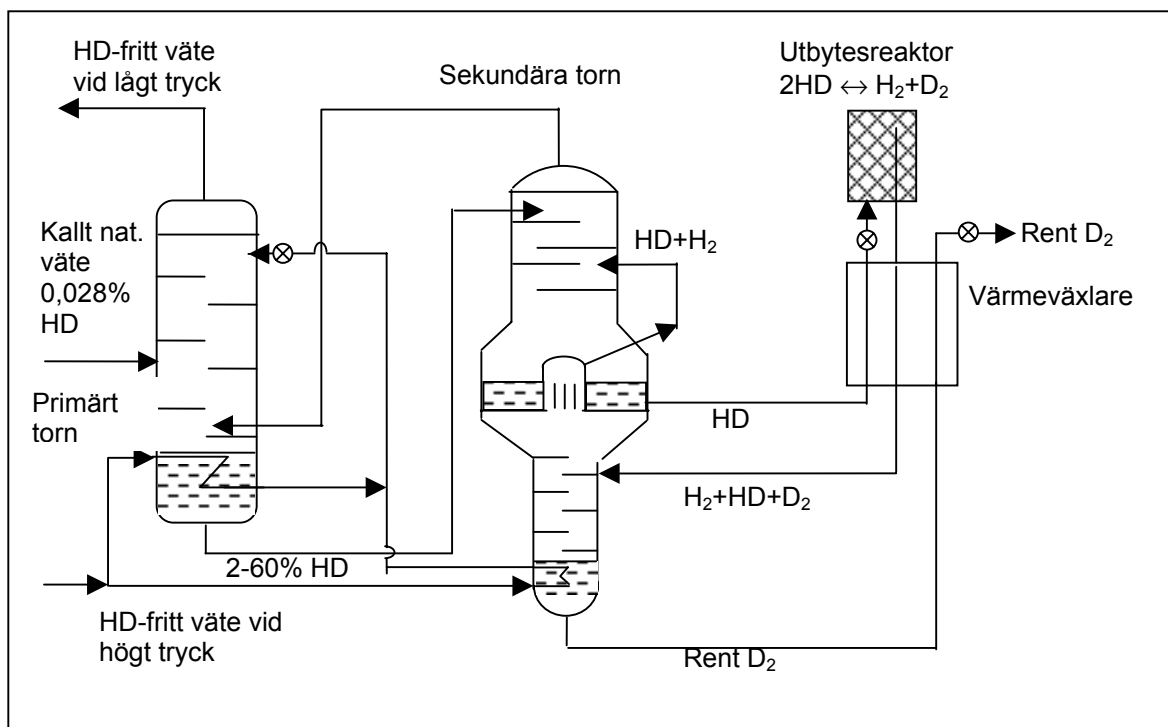 HD-fritt väte
vid lågt tryck
Sekundära torn
Utbytesreaktor
2HD ↔ H₂+D₂
Kallt nat.
väte
0,028%
HD
HD+H₂
Rent D₂
Värmeväxlare
Primärt
torn
HD
H₂+HD+D₂
2-60% HD
HD-fritt väte vid
högt tryck
Rent D₂